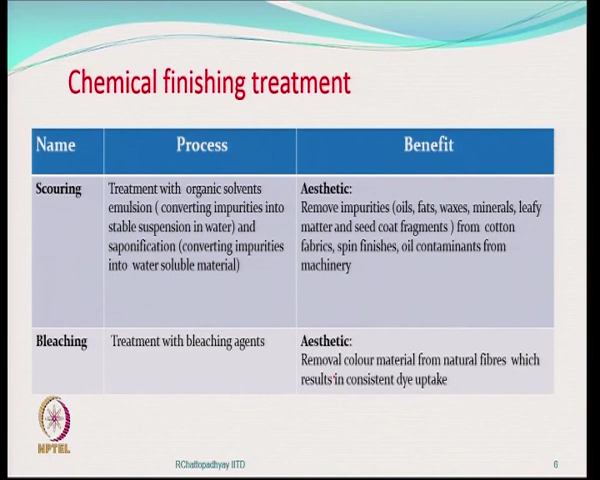 Chemical finishing treatment
Name
Process
Benefit
Scouring
Treatment with organic solvents
emulsion ( converting impurities into
stable suspension in water) and
saponification (converting impurities
into water soluble material)
Aesthetic:
Remove impurities (oils, fats, waxes, minerals, leafy
matter and seed coat fragments ) from cotton
fabrics, spin finishes, oil contaminants from
machinery
Bleaching
Treatment with bleaching agents
Aesthetic:
Removal colour material from natural fibres which
results in consistent dye uptake
NPTEL
RChattopadhyay IITD
6